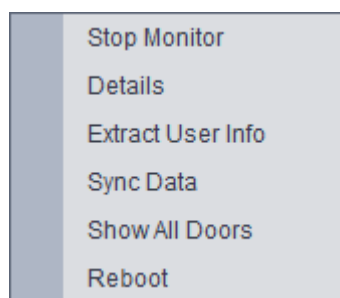 Stop Monitor
Details
Extract User Info
Sync Data
Show All Doors
Reboot